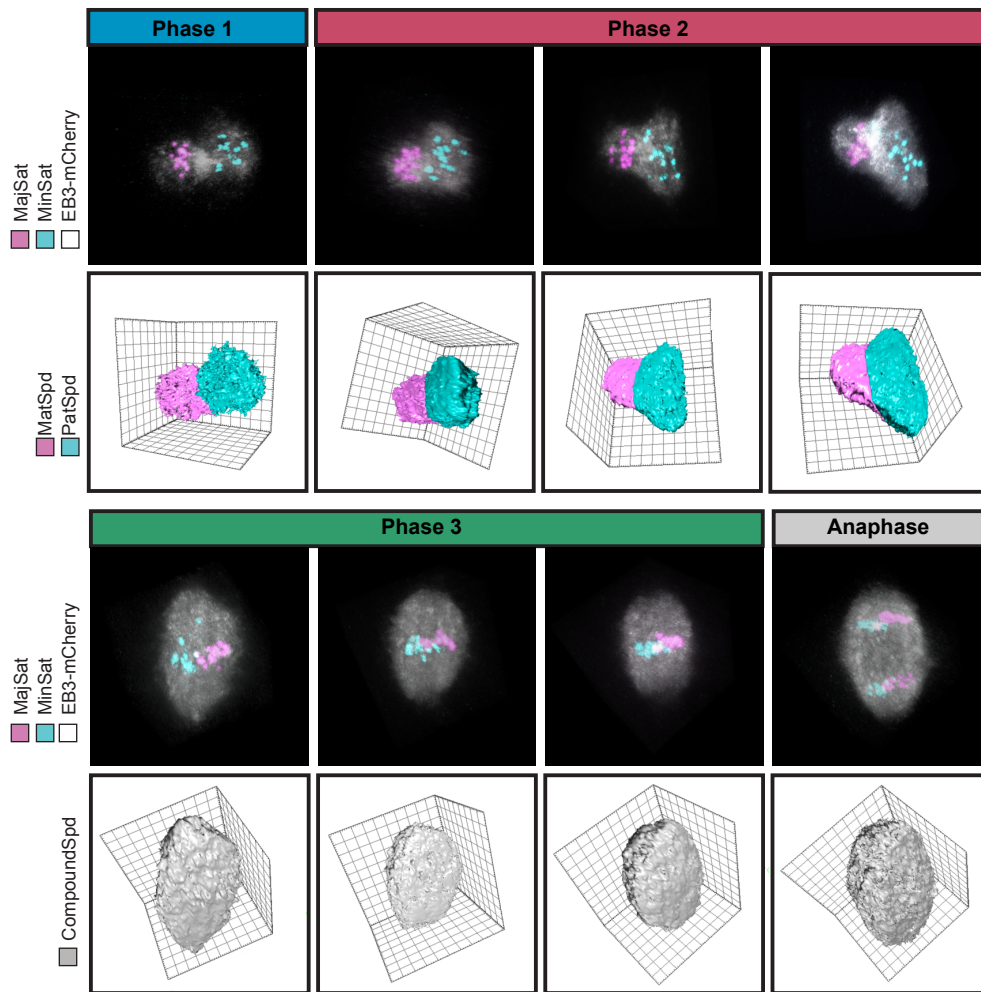 Phase 1
Phase 2
MajSat
MinSat
EB3-mCherry
MatSpd
PatSpd
Phase 3
Anaphase
MajSat
MinSat
EB3-mCherry
CompoundSpd